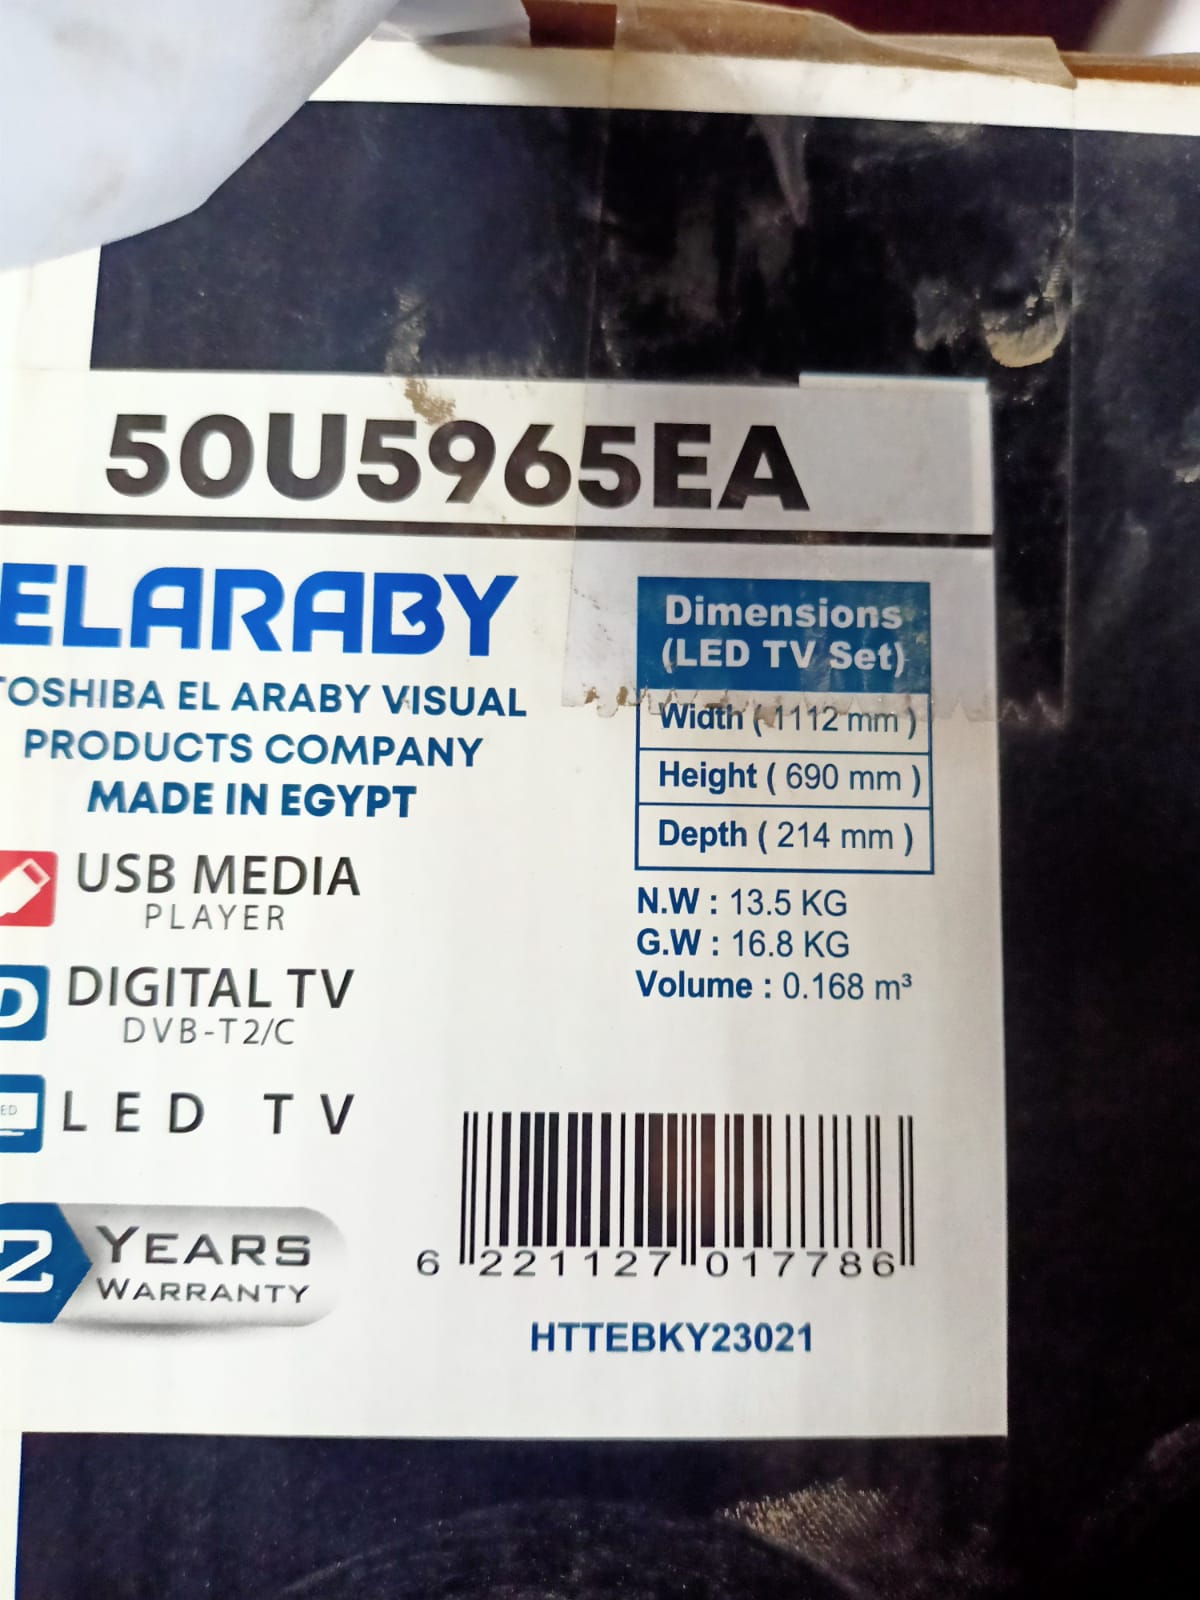 50U5965EA
ELARABY
TOSHIBA EL ARABY VISUAL
PRODUCTS COMPANY
MADE IN EGYPT
USB MEDIA
PLAYER
D
DIGITAL TV
DVB-T2/C
LED TV
2
YEARS
WARRANTY
Dimensions
(LED TV Set)
Width ( 1112 mm )
Height ( 690 mm )
Depth ( 214 mm )
N.W : 13.5 KG
G.W : 16.8 KG
Volume : 0.168 m³
6 221127 017786
HTTEBKY23021